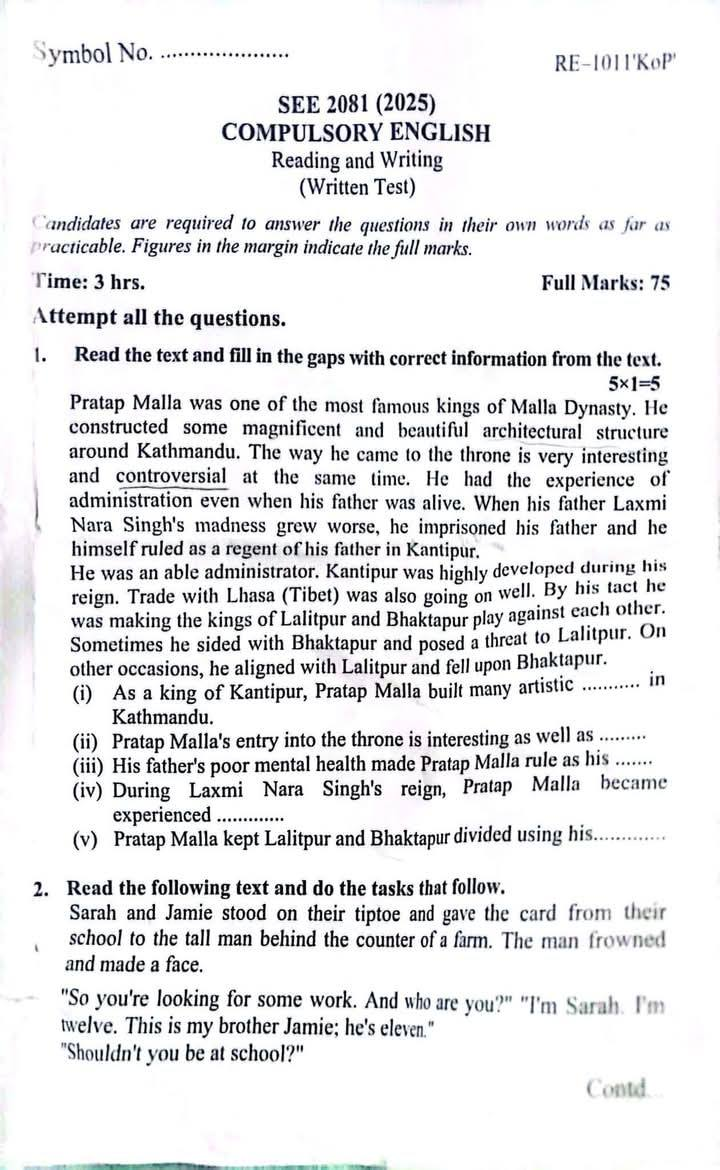 Symbol No. .....................
RE-1011'KoP'
SEE 2081 (2025)
COMPULSORY ENGLISH
Reading and Writing
(Written Test)
Candidates are required to answer the questions in their own words as far as
practicable. Figures in the margin indicate the full marks.
Time: 3 hrs. Full Marks: 75
Attempt all the questions.
1. Read the text and fill in the gaps with correct information from the text.
5×1=5
Pratap Malla was one of the most famous kings of Malla Dynasty. He
constructed some magnificent and beautiful architectural structure
around Kathmandu. The way he came to the throne is very interesting
and controversial at the same time. He had the experience of
administration even when his father was alive. When his father Laxmi
Nara Singh's madness grew worse, he imprisoned his father and he
himself ruled as a regent of his father in Kantipur.
He was an able administrator. Kantipur was highly developed during his
reign. Trade with Lhasa (Tibet) was also going on well. By his tact he
was making the kings of Lalitpur and Bhaktapur play against each other.
Sometimes he sided with Bhaktapur and posed a threat to Lalitpur. On
other occasions, he aligned with Lalitpur and fell upon Bhaktapur.
(i) As a king of Kantipur, Pratap Malla built many artistic ........... in
Kathmandu.
(ii) Pratap Malla's entry into the throne is interesting as well as .........
(iii) His father's poor mental health made Pratap Malla rule as his .......
(iv) During Laxmi Nara Singh's reign, Pratap Malla became
experienced .............
(v) Pratap Malla kept Lalitpur and Bhaktapur divided using his.............
2. Read the following text and do the tasks that follow.
Sarah and Jamie stood on their tiptoe and gave the card from their
school to the tall man behind the counter of a farm. The man frowned
and made a face.
"So you're looking for some work. And who are you?" "I'm Sarah. I'm
twelve. This is my brother Jamie; he's eleven."
"Shouldn't you be at school?"
Contd...